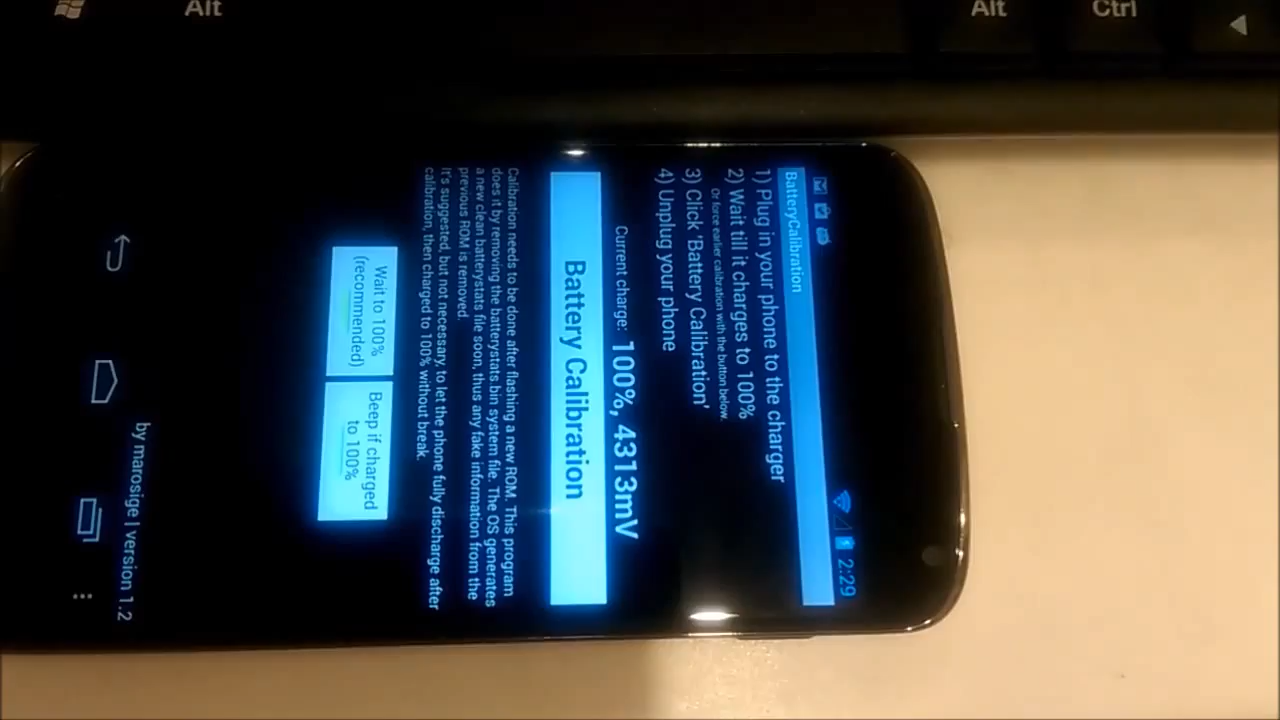 Alt
Alt
Ctrl
2:29
BatteryCalibration
1) Plug in your phone to the charger
2) Wait till it charges to 100%
Or force earlier calibration with the button below.
3) Click 'Battery Calibration'
4) Unplug your phone
Current charge: 100%, 4313mV
Battery Calibration
Calibration needs to be done after flashing a new ROM. This program
does it by removing the batterystats.bin system file. The OS generates
a new clean batterystats file soon, thus any fake information from the
previous ROM is removed.
It's suggested, but not necessary, to let the phone fully discharge after
calibration, then charged to 100% without break.
Wait to 100%
(recommended)
Beep if charged
to 100%
by marosige | version 1.2